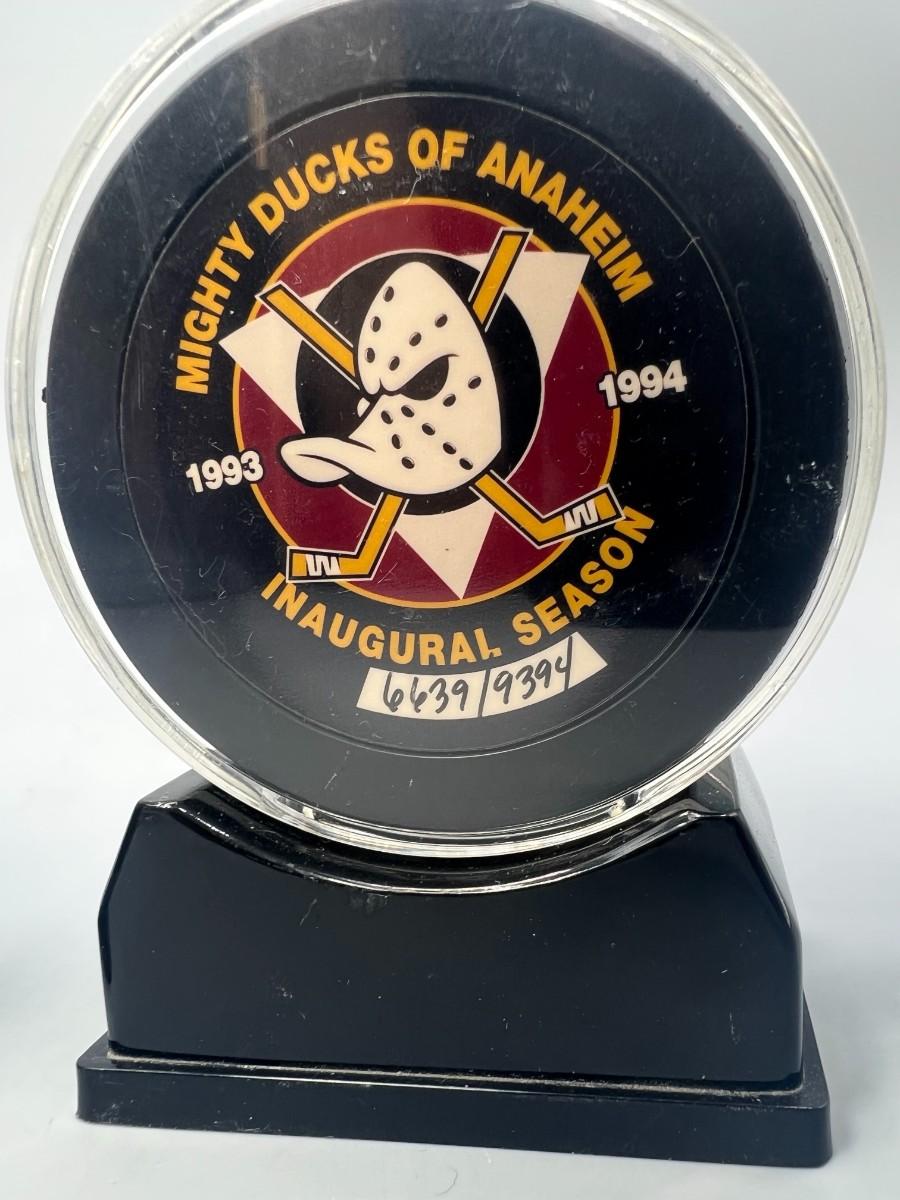 MIGHTY DUCKS OF ANAHEIM
1993
1994
INAUGURAL SEASON
6639/9394